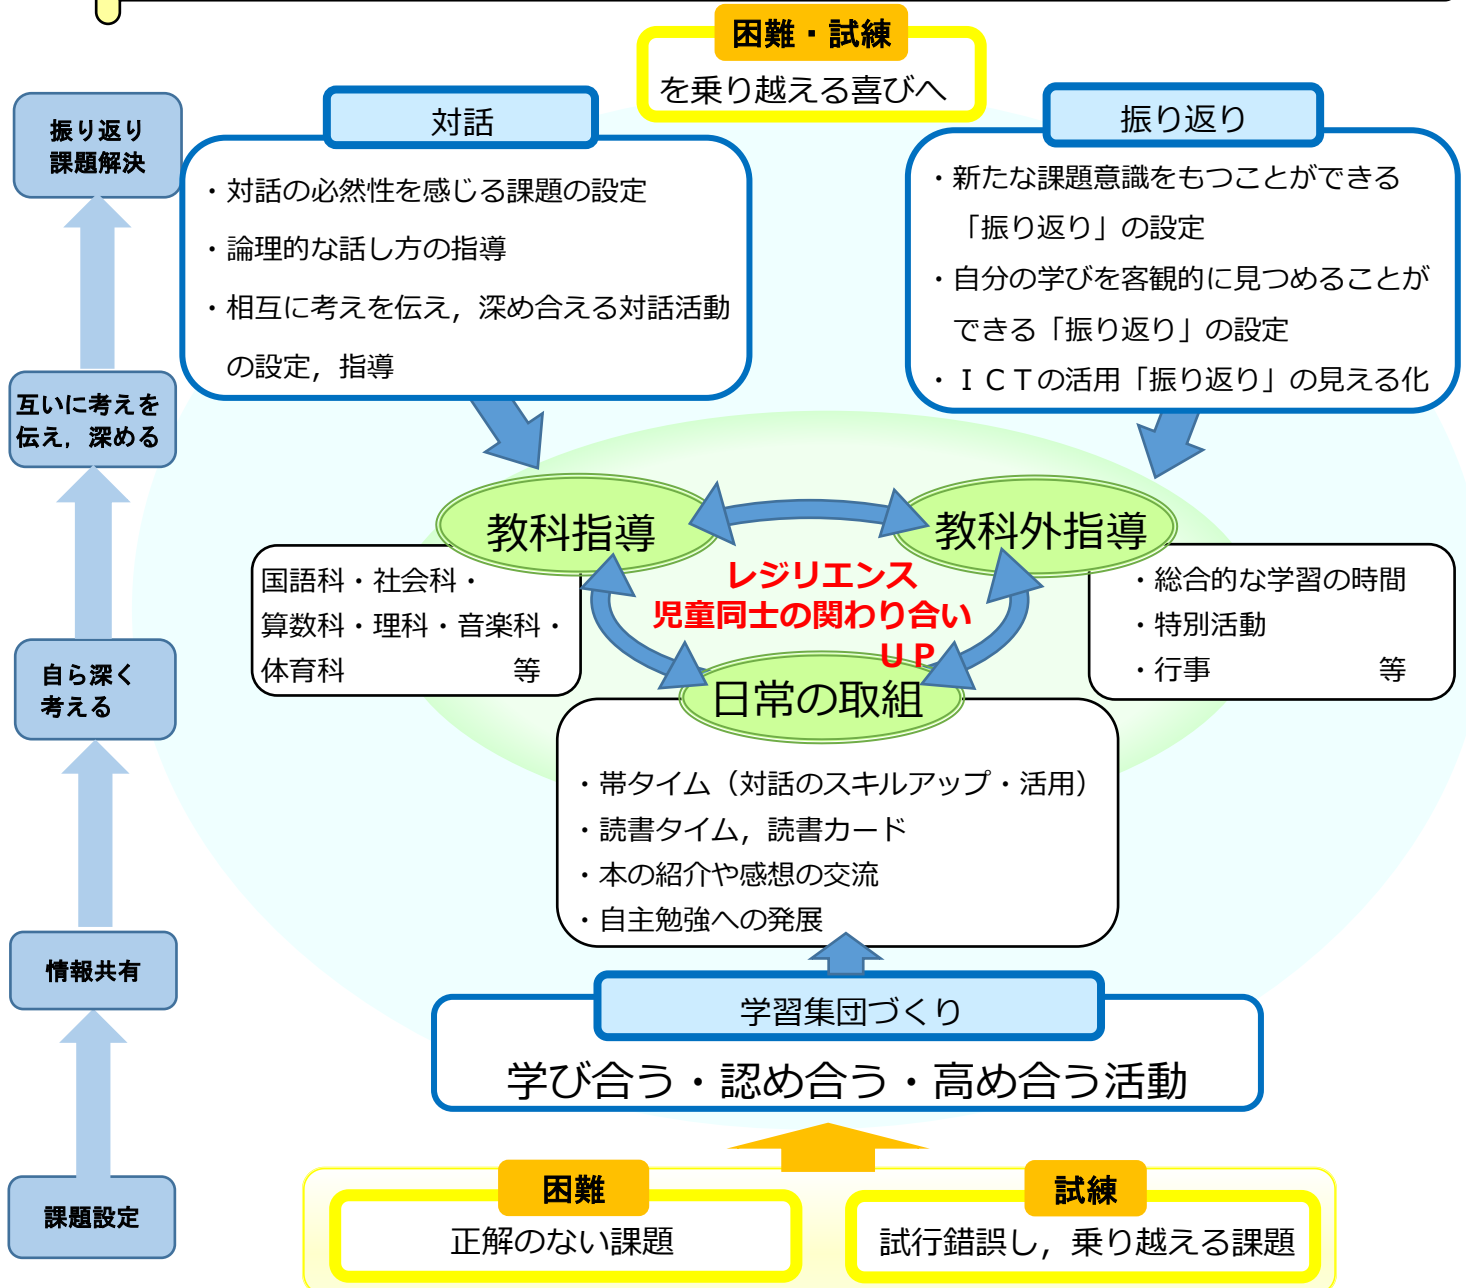 困難・試練
を乗り越える喜びへ
振り返り
課題解決
互いに考えを
伝え，深める
自ら深く
考える
情報共有
課題設定
対話
・対話の必然性を感じる課題の設定
・論理的な話し方の指導
・相互に考えを伝え，深め合える対話活動
の設定，指導
振り返り
・新たな課題意識をもつことができる
「振り返り」の設定
・自分の学びを客観的に見つめることが
できる「振り返り」の設定
・ＩＣＴの活用「振り返り」の見える化
教科指導
国語科・社会科・
算数科・理科・音楽科・
体育科　等
教科外指導
・総合的な学習の時間
・特別活動
・行事　等
レジリエンス
児童同士の関わり合い
ＵＰ
日常の取組
・帯タイム（対話のスキルアップ・活用）
・読書タイム，読書カード
・本の紹介や感想の交流
・自主勉強への発展
学習集団づくり
学び合う・認め合う・高め合う活動
困難
正解のない課題
試練
試行錯誤し，乗り越える課題